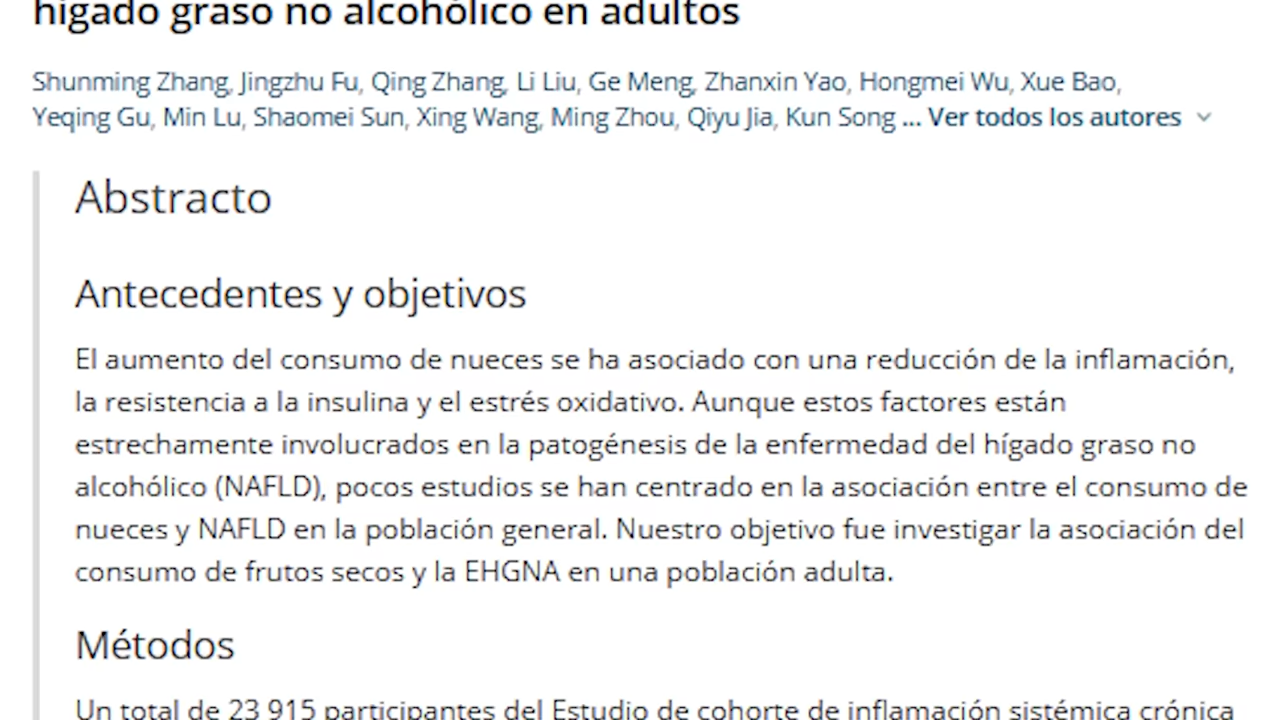 hígado graso no alcohólico en adultos
Shunming Zhang, Jingzhu Fu, Qing Zhang, Li Liu, Ge Meng, Zhanxin Yao, Hongmei Wu, Xue Bao,
Yeqing Gu, Min Lu, Shaomei Sun, Xing Wang, Ming Zhou, Qiyu Jia, Kun Song ... Ver todos los autores
Abstracto
Antecedentes y objetivos
El aumento del consumo de nueces se ha asociado con una reducción de la inflamación,
la resistencia a la insulina y el estrés oxidativo. Aunque estos factores están
estrechamente involucrados en la patogénesis de la enfermedad del hígado graso no
alcohólico (NAFLD), pocos estudios se han centrado en la asociación entre el consumo de
nueces y NAFLD en la población general. Nuestro objetivo fue investigar la asociación del
consumo de frutos secos y la EHGNA en una población adulta.
Métodos
Un total de 23 915 participantes del Estudio de cohorte de inflamación sistémica crónica